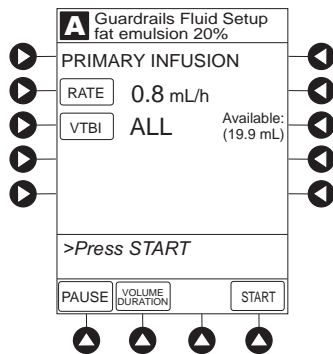 A Guardrails Fluid Setup
fat emulsion 20%
PRIMARY INFUSION
RATE 0.8 mL/h
VTBI ALL Available:
(19.9 mL)
>Press START
PAUSE VOLUME DURATION START